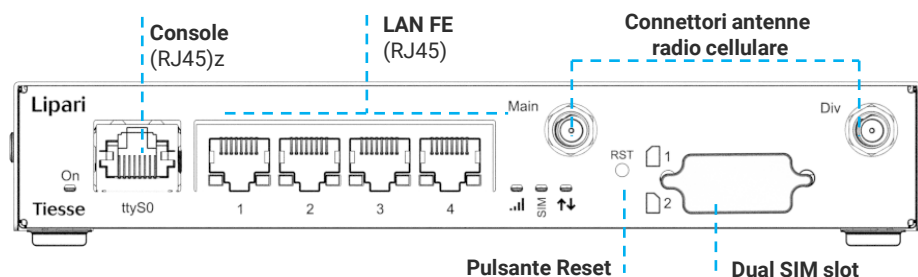 Console
(RJ45)z
LAN FE
(RJ45)
Connettori antenne
radio cellulare
Lipari
Main
Div
RST
1
On
SIM
2
Tiesse
ttyS0
1
2
3
4
Pulsante Reset
Dual SIM slot